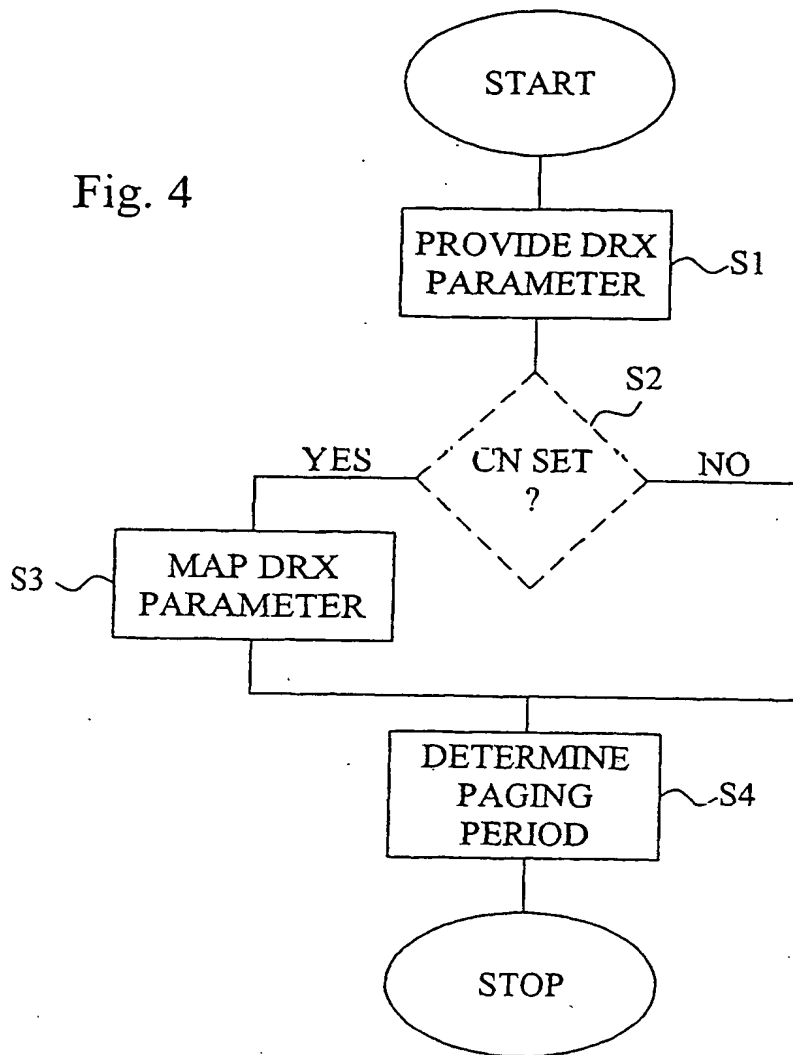 START
Fig. 4
PROVIDE DRX
PARAMETER
S1
S2
YES
CN SET
?
NO
S3
MAP DRX
PARAMETER
DETERMINE
PAGING
PERIOD
S4
STOP